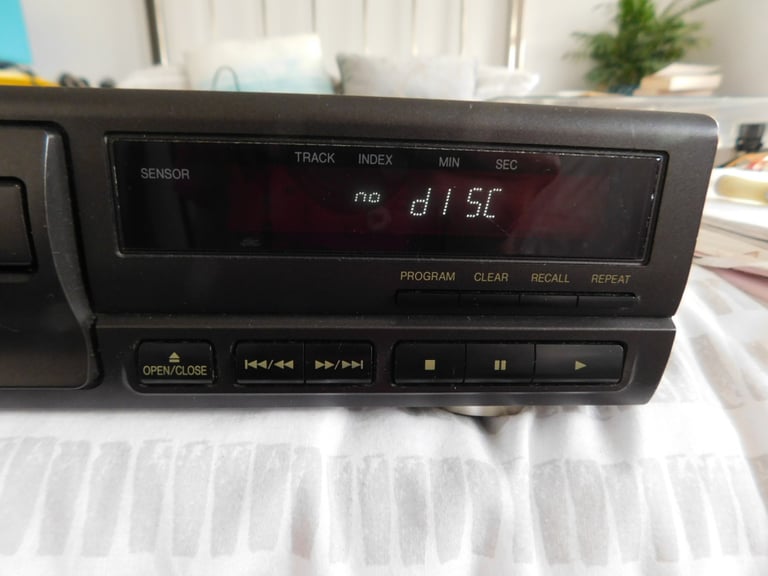 SENSOR TRACK INDEX MIN SEC
no dISC
PROGRAM CLEAR RECALL REPEAT
OPEN/CLOSE